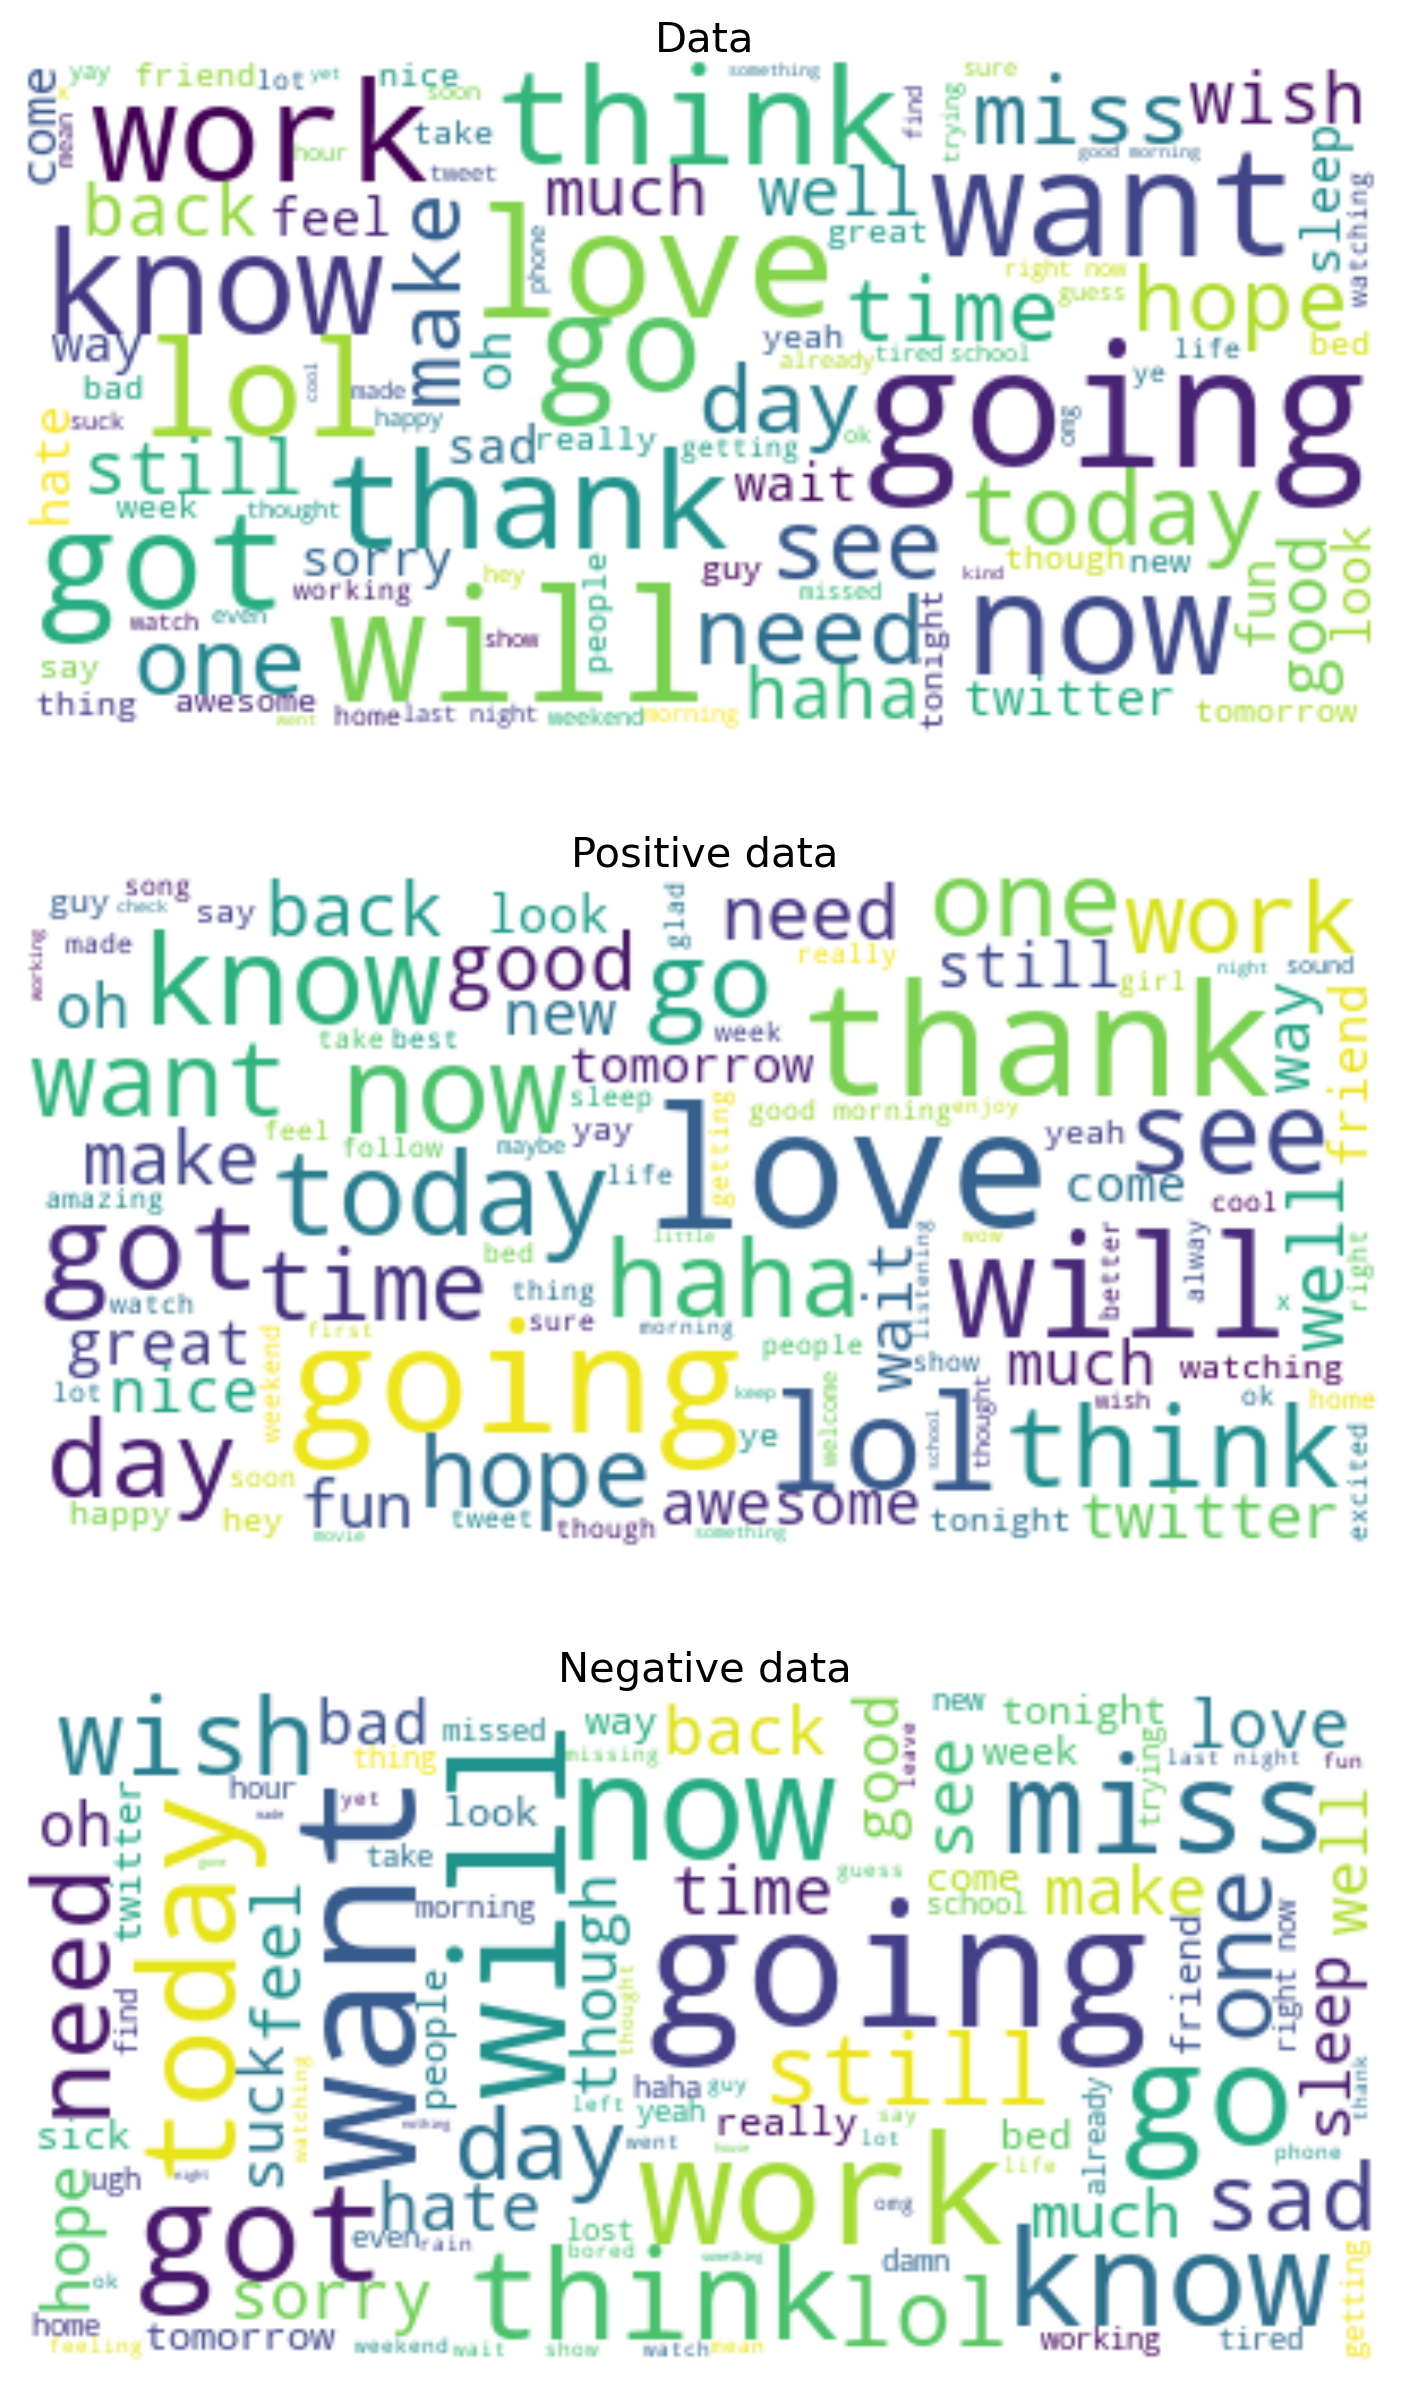 Data
come
yay
x
mean
friend
lot
yet
nice
soon
work
hour
take
tweet
think
something
find
trying
sure
miss
good morning
wish
back
feel
make
much
well
great
want
sleep
watching
know
love
phone
time
right now
guess
hope
way
lol
cool
made
happy
oh
go
yeah
already
tired
school
life
bed
bad
suck
hate
day
ok
going
ye
omg
still
sad
really
getting
week
thought
thank
wait
today
got
sorry
working
hey
people
guy
see
missed
kind
though
new
fun
good
look
watch
even
one
will
show
need
tonight
now
say
thing
awesome
went
home
last night
weekend
morning
haha
twitter
tomorrow
Positive data
guy
song
check
say
back
look
glad
need
one
work
made
working
know
good
go
really
still
girl
night
sound
oh
new
week
thank
way
friend
take
best
want
now
tomorrow
sleep
getting
good morning
enjoy
make
feel
follow
maybe
yay
love
yeah
see
today
life
come
cool
amazing
got
time
bed
little
haha
wait
listening
wow
will
better
alway
x
well
right
watch
thing
sure
morning
great
first
weekend
going
people
show
much
watching
lot
nice
keep
welcome
thought
wish
ok
home
day
soon
hope
ye
lol
school
think
excited
happy
hey
fun
movie
tweet
though
awesome
something
tonight
twitter
Negative data
wish
bad
thing
missed
way
missing
back
good
leave
new
tonight
love
see
week
trying
last night
fun
oh
twitter
hour
made
yet
look
will
now
miss
well
today
gone
want
take
morning
time
guess
come
school
make
need
find
feel
suck
people
though
thought
going
friend
one
right now
sleep
watching
still
haha
guy
left
yeah
really
say
lot
already
go
thank
sick
ugh
night
nothing
day
went
house
work
bed
life
phone
hope
ok
got
hate
even
rain
lost
bored
omg
damn
much
sad
know
sorry
think
something
lol
getting
home
feeling
tomorrow
weekend
wait
show
watch
mean
working
tired